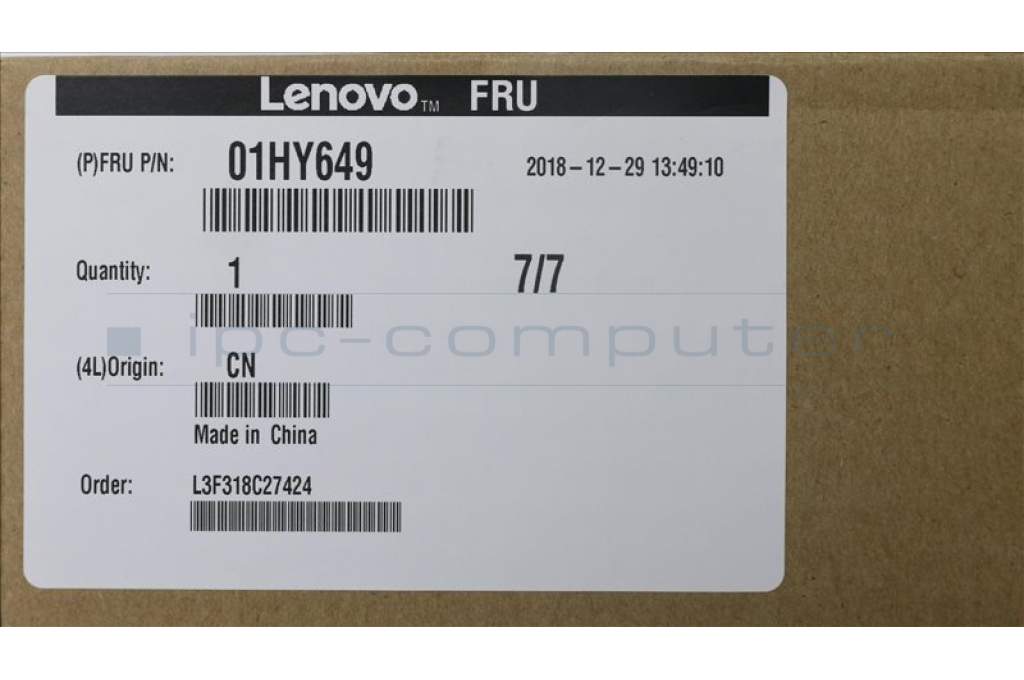 Lenovo™ FRU
(P)FRU P/N: 01HY649 2018-12-29 13:49:10
Quantity: 1 7/7
ipc-computer
(4L)Origin: CN
Made in China
Order: L3F318C27424